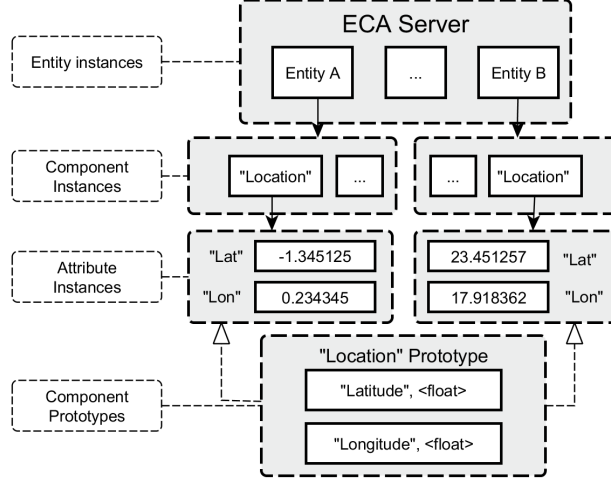 ECA Server
Entity instances
Entity A
...
Entity B
Component
Instances
"Location"
...
...
"Location"
Attribute
Instances
"Lat"
-1.345125
23.451257
"Lat"
"Lon"
0.234345
17.918362
"Lon"
"Location" Prototype
Component
Prototypes
"Latitude", <float>
"Longitude", <float>